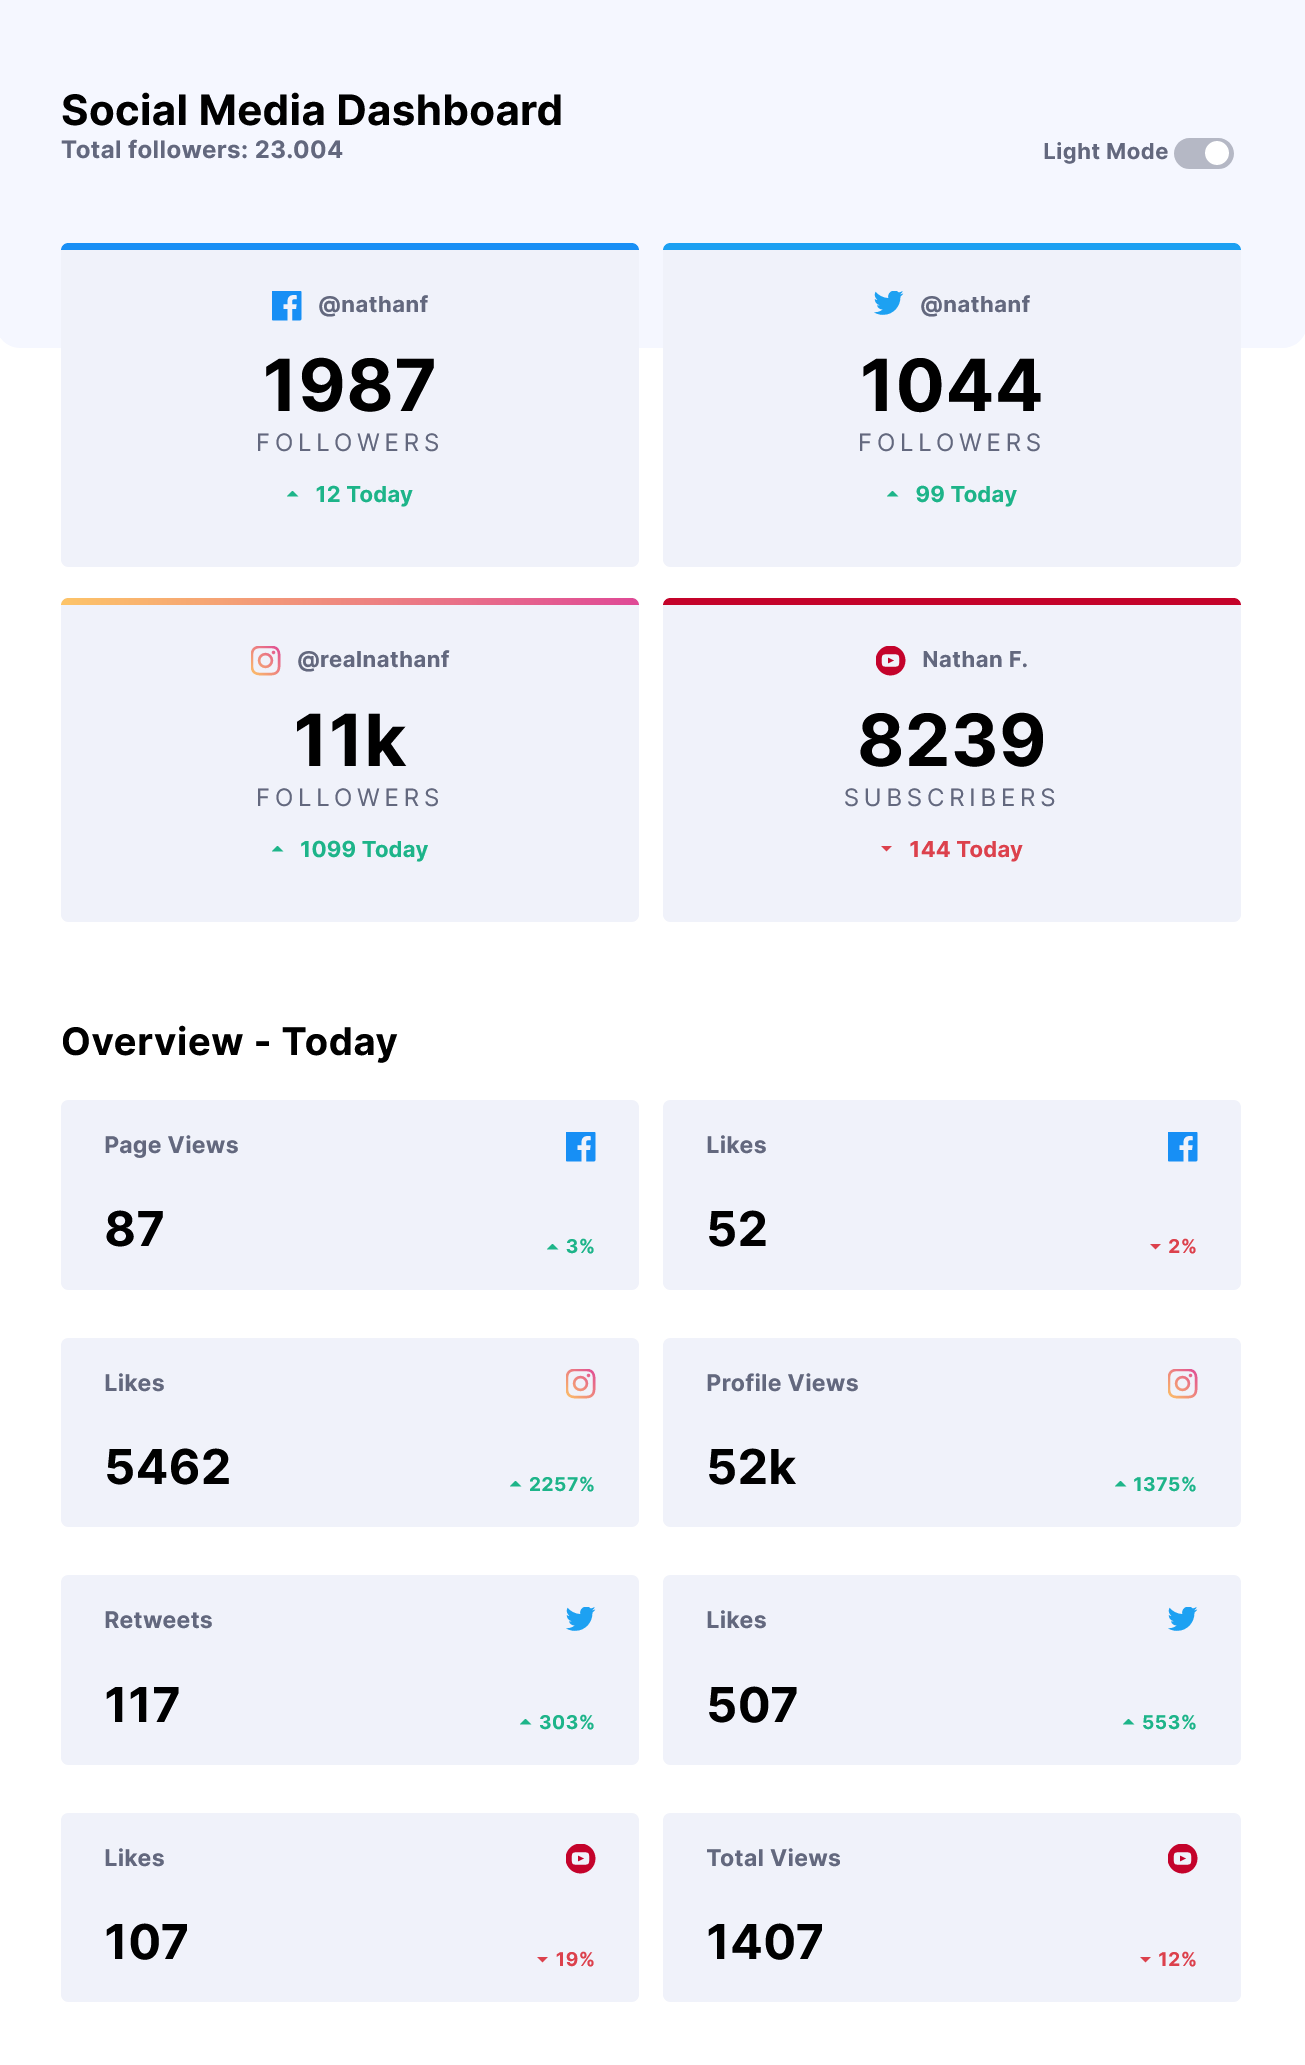 Social Media Dashboard
Total followers: 23.004
Light Mode
@nathanf
1987
FOLLOWERS
12 Today
@nathanf
1044
FOLLOWERS
99 Today
@realnathanf
11k
FOLLOWERS
1099 Today
Nathan F.
8239
SUBSCRIBERS
144 Today
Overview - Today
Page Views
87
3%
Likes
52
2%
Likes
5462
2257%
Profile Views
52k
1375%
Retweets
117
303%
Likes
507
553%
Likes
107
19%
Total Views
1407
12%